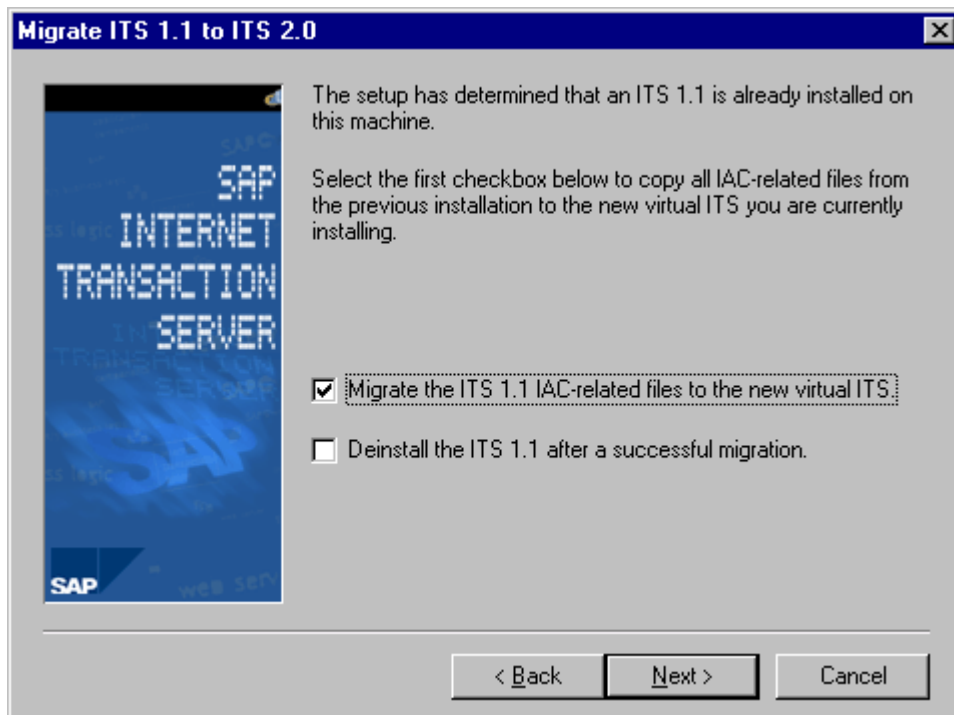 Migrate ITS 1.1 to ITS 2.0
The setup has determined that an ITS 1.1 is already installed on
this machine.
Select the first checkbox below to copy all IAC-related files from
the previous installation to the new virtual ITS you are currently
installing.
SAP
INTERNET
TRANSACTION
SERVER
Migrate the ITS 1.1 IAC-related files to the new virtual ITS.
Deinstall the ITS 1.1 after a successful migration.
SAP
< Back
Next >
Cancel